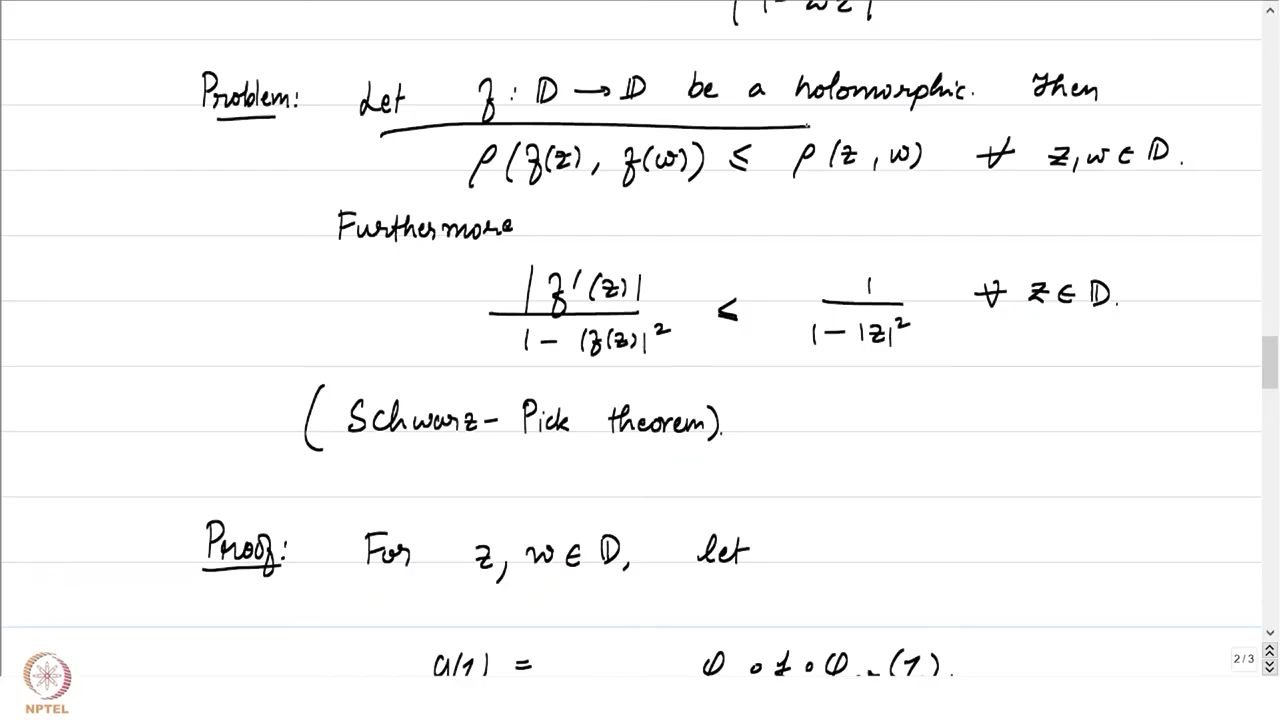 |1-w̄z|
Problem: Let f : 𝔻 → 𝔻 be a holomorphic. Then
ρ(f(z), f(w)) ≤ ρ(z, w) ∀ z, w ∈ 𝔻.
Furthermore
|f'(z)| / 1 - |f(z)|² ≤ 1 / 1 - |z|² ∀ z ∈ 𝔻.
(Schwarz-Pick theorem).
Proof: For z, w ∈ 𝔻, let
2/3
NPTEL